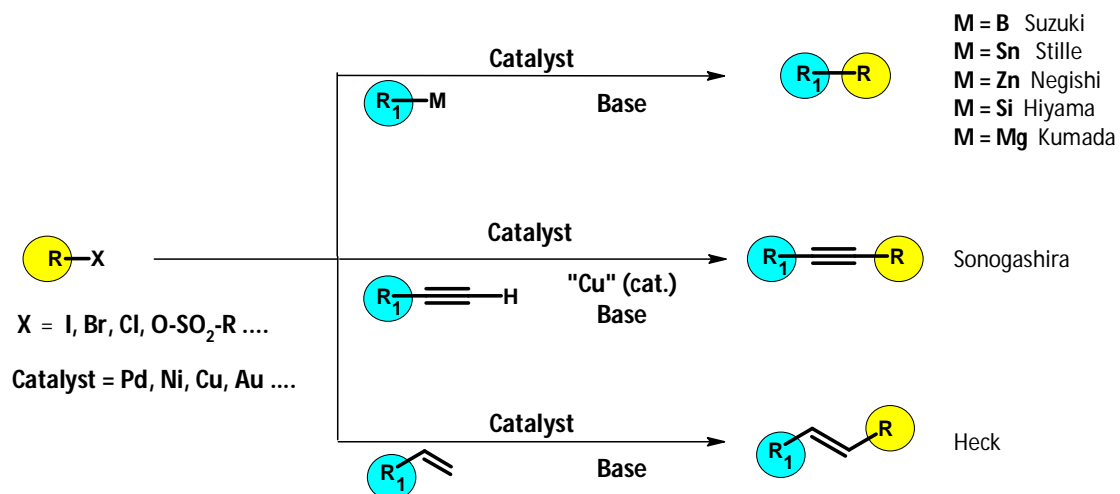 M = B Suzuki
M = Sn Stille
M = Zn Negishi
M = Si Hiyama
M = Mg Kumada
Catalyst
R1 M
Base
R1 R
R X
Catalyst
R1 H
"Cu" (cat.)
Base
R1 R
Sonogashira
X = I, Br, Cl, O-SO2-R ....
Catalyst = Pd, Ni, Cu, Au ....
Catalyst
R1
Base
R1 R
Heck